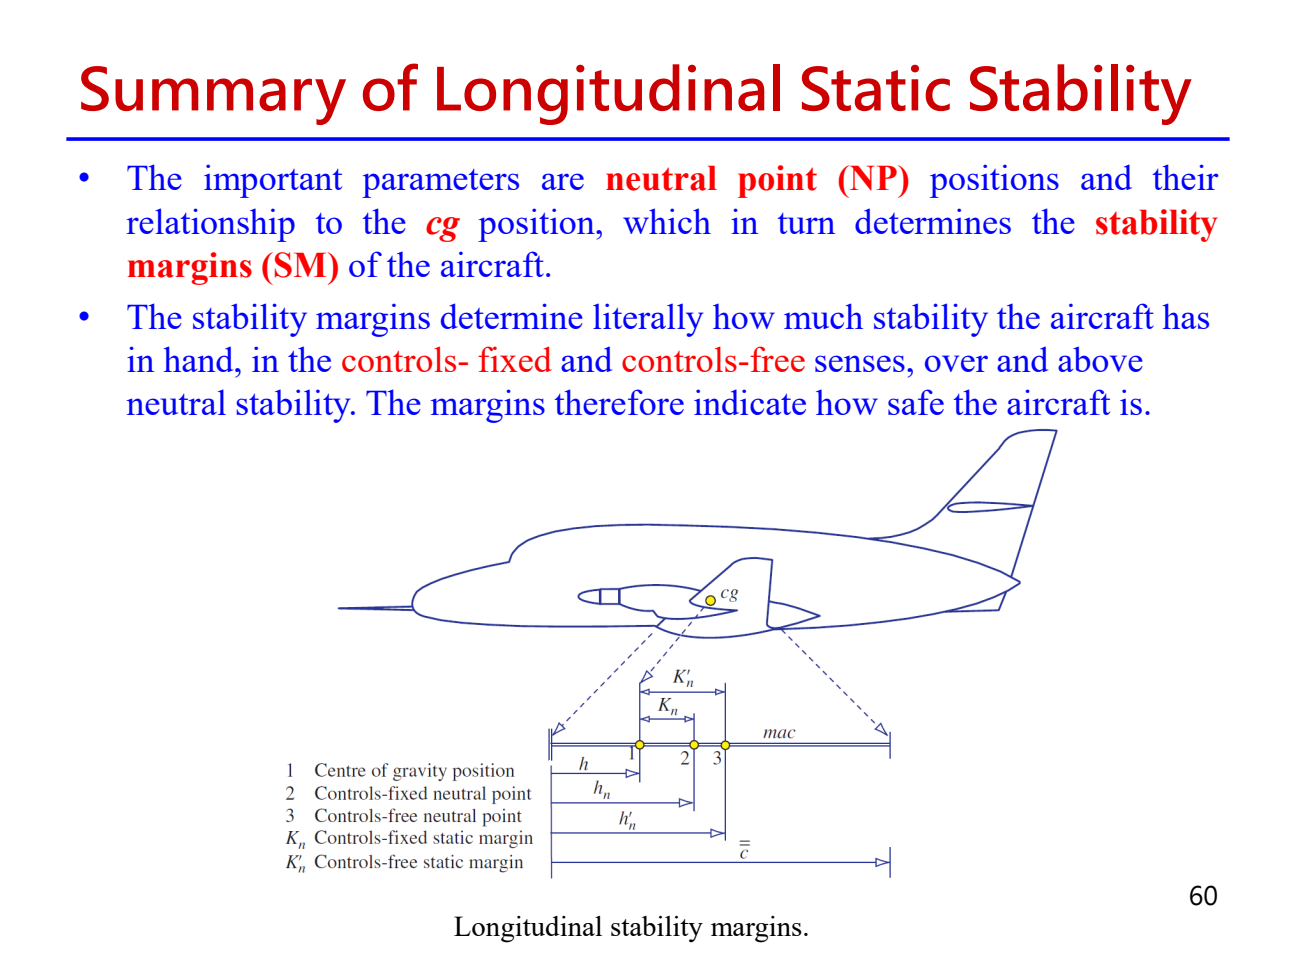 Summary of Longitudinal Static Stability
• The important parameters are neutral point (NP) positions and their
relationship to the cg position, which in turn determines the stability
margins (SM) of the aircraft.
• The stability margins determine literally how much stability the aircraft has
in hand, in the controls- fixed and controls-free senses, over and above
neutral stability. The margins therefore indicate how safe the aircraft is.
cg
K′n
Kn
mac
1 2 3
h
hn
h′n
c̿
1 Centre of gravity position
2 Controls-fixed neutral point
3 Controls-free neutral point
Kn Controls-fixed static margin
K′n Controls-free static margin
60
Longitudinal stability margins.